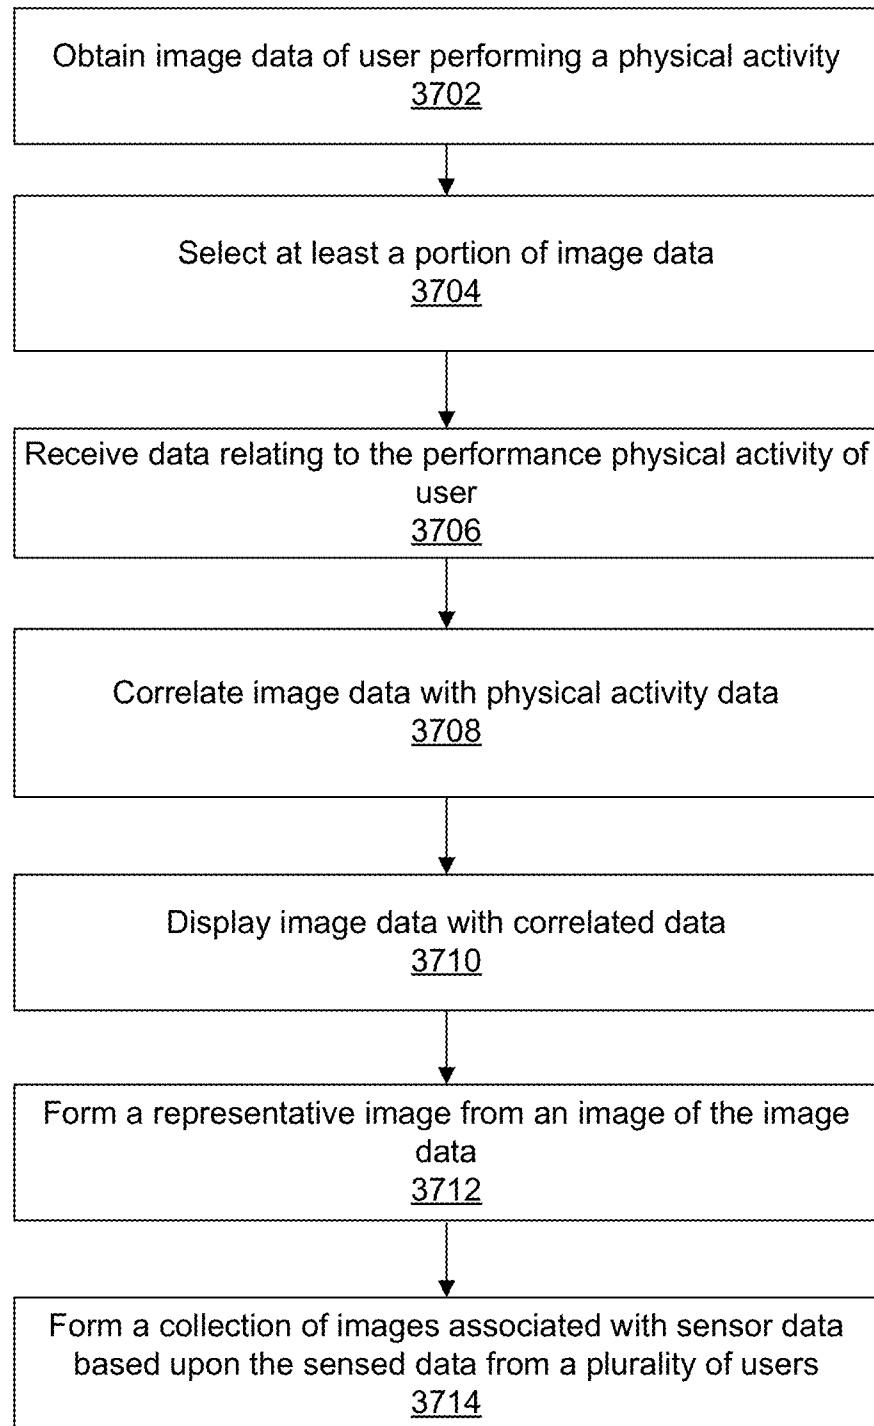 Obtain image data of user performing a physical activity
3702
Select at least a portion of image data
3704
Receive data relating to the performance physical activity of
user
3706
Correlate image data with physical activity data
3708
Display image data with correlated data
3710
Form a representative image from an image of the image
data
3712
Form a collection of images associated with sensor data
based upon the sensed data from a plurality of users
3714